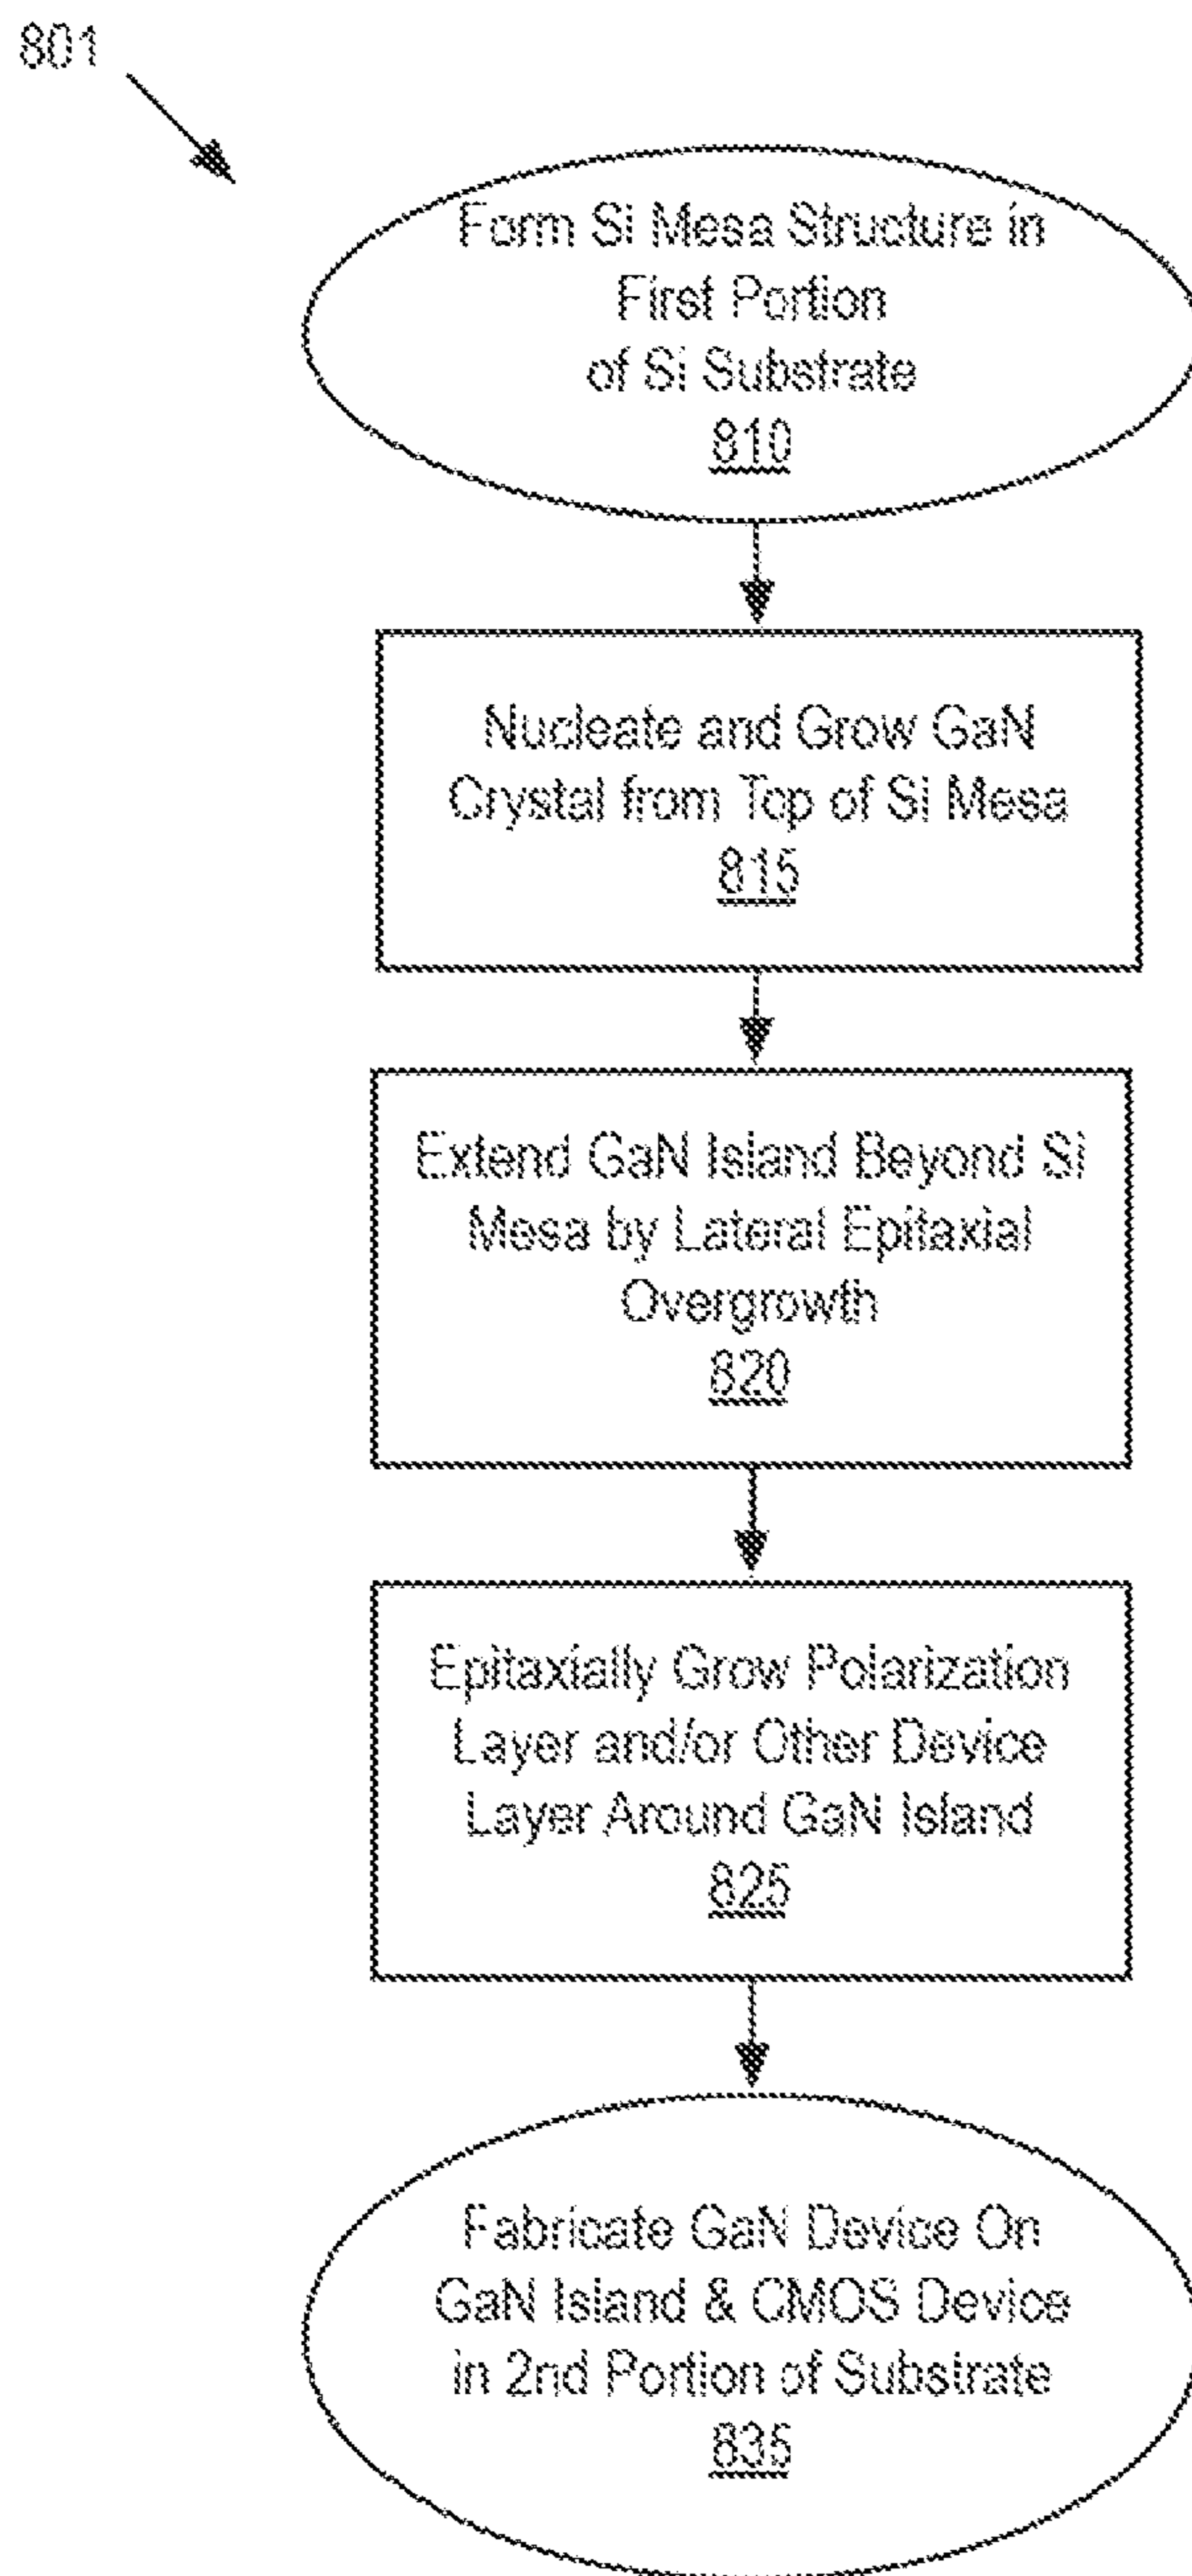 801
Form Si Mesa Structure in
First Portion
of Si Substrate
810
Nucleate and Grow GaN
Crystal from Top of Si Mesa
815
Extend GaN Island Beyond Si
Mesa by Lateral Epitaxial
Overgrowth
820
Epitaxially Grow Polarization
Layer and/or Other Device
Layer Around GaN Island
825
Fabricate GaN Device On
GaN Island & CMOS Device
in 2nd Portion of Substrate
835